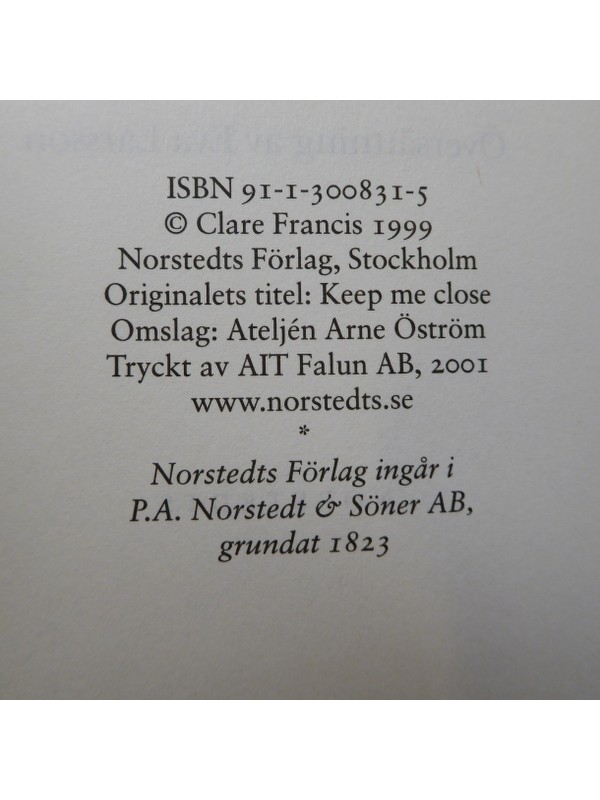 ISBN 91-1-300831-5
© Clare Francis 1999
Norstedts Förlag, Stockholm
Originalets titel: Keep me close
Omslag: Ateljén Arne Öström
Tryckt av AIT Falun AB, 2001
www.norstedts.se
*
Norstedts Förlag ingår i
P.A. Norstedt & Söner AB,
grundat 1823